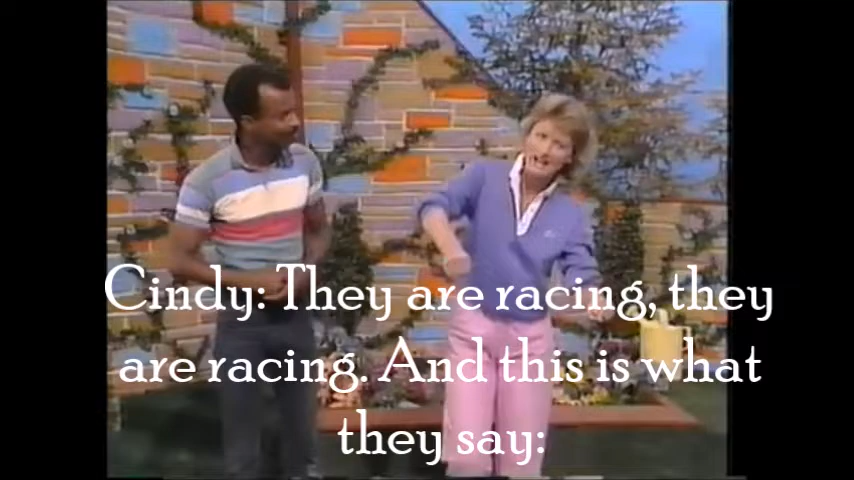 Cindy: They are racing, they
are racing. And this is what
they say: